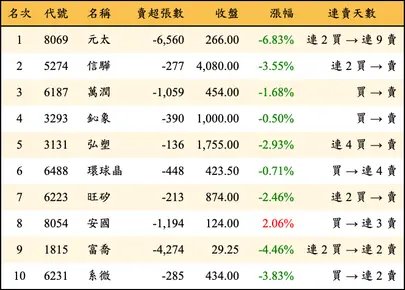 名次 代號 名稱 賣超張數 收盤 漲幅 連賣天數
1 8069 元太 -6,560 266.00 -6.83% 連 2 買 → 連 9 賣
2 5274 信驊 -277 4,080.00 -3.55% 連 2 買 → 賣
3 6187 萬潤 -1,059 454.00 -1.68% 買 → 賣
4 3293 鈊象 -390 1,000.00 -0.50% 買 → 賣
5 3131 弘塑 -136 1,755.00 -2.93% 連 4 買 → 賣
6 6488 環球晶 -448 423.50 -0.71% 買 → 連 4 賣
7 6223 旺矽 -213 874.00 -2.46% 連 2 買 → 賣
8 8054 安國 -1,194 124.00 2.06% 買 → 連 3 賣
9 1815 富喬 -4,274 29.25 -4.46% 連 2 買 → 連 2 賣
10 6231 系微 -285 434.00 -3.83% 買 → 連 2 賣